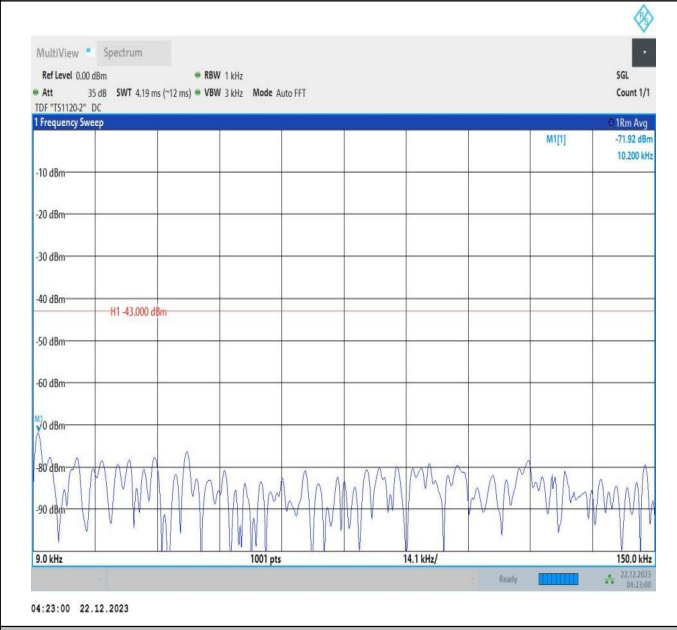 R S
MultiView Spectrum
Ref Level 0.00 dBm RBW 1 kHz SGL
Att 35 dB SWT 4.19 ms (~12 ms) VBW 3 kHz Mode Auto FFT Count 1/1
TDF "TS1120-2" DC
1 Frequency Sweep 1Rm Avg
M1[1] -71.92 dBm
10.200 kHz
-10 dBm
-20 dBm
-30 dBm
-40 dBm
H1 -43.000 dBm
-50 dBm
-60 dBm
M1
-70 dBm
-80 dBm
-90 dBm
9.0 kHz 1001 pts 14.1 kHz/ 150.0 kHz
Ready 22.12.2023
04:23:00
04:23:00 22.12.2023